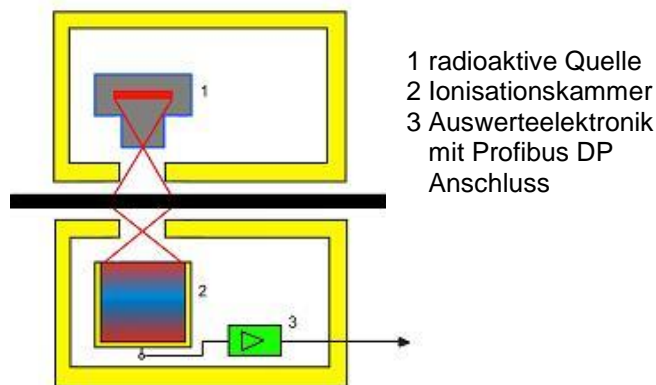 1
2
3
1 radioaktive Quelle
2 Ionisationskammer
3 Auswerteelektronik
mit Profibus DP
Anschluss